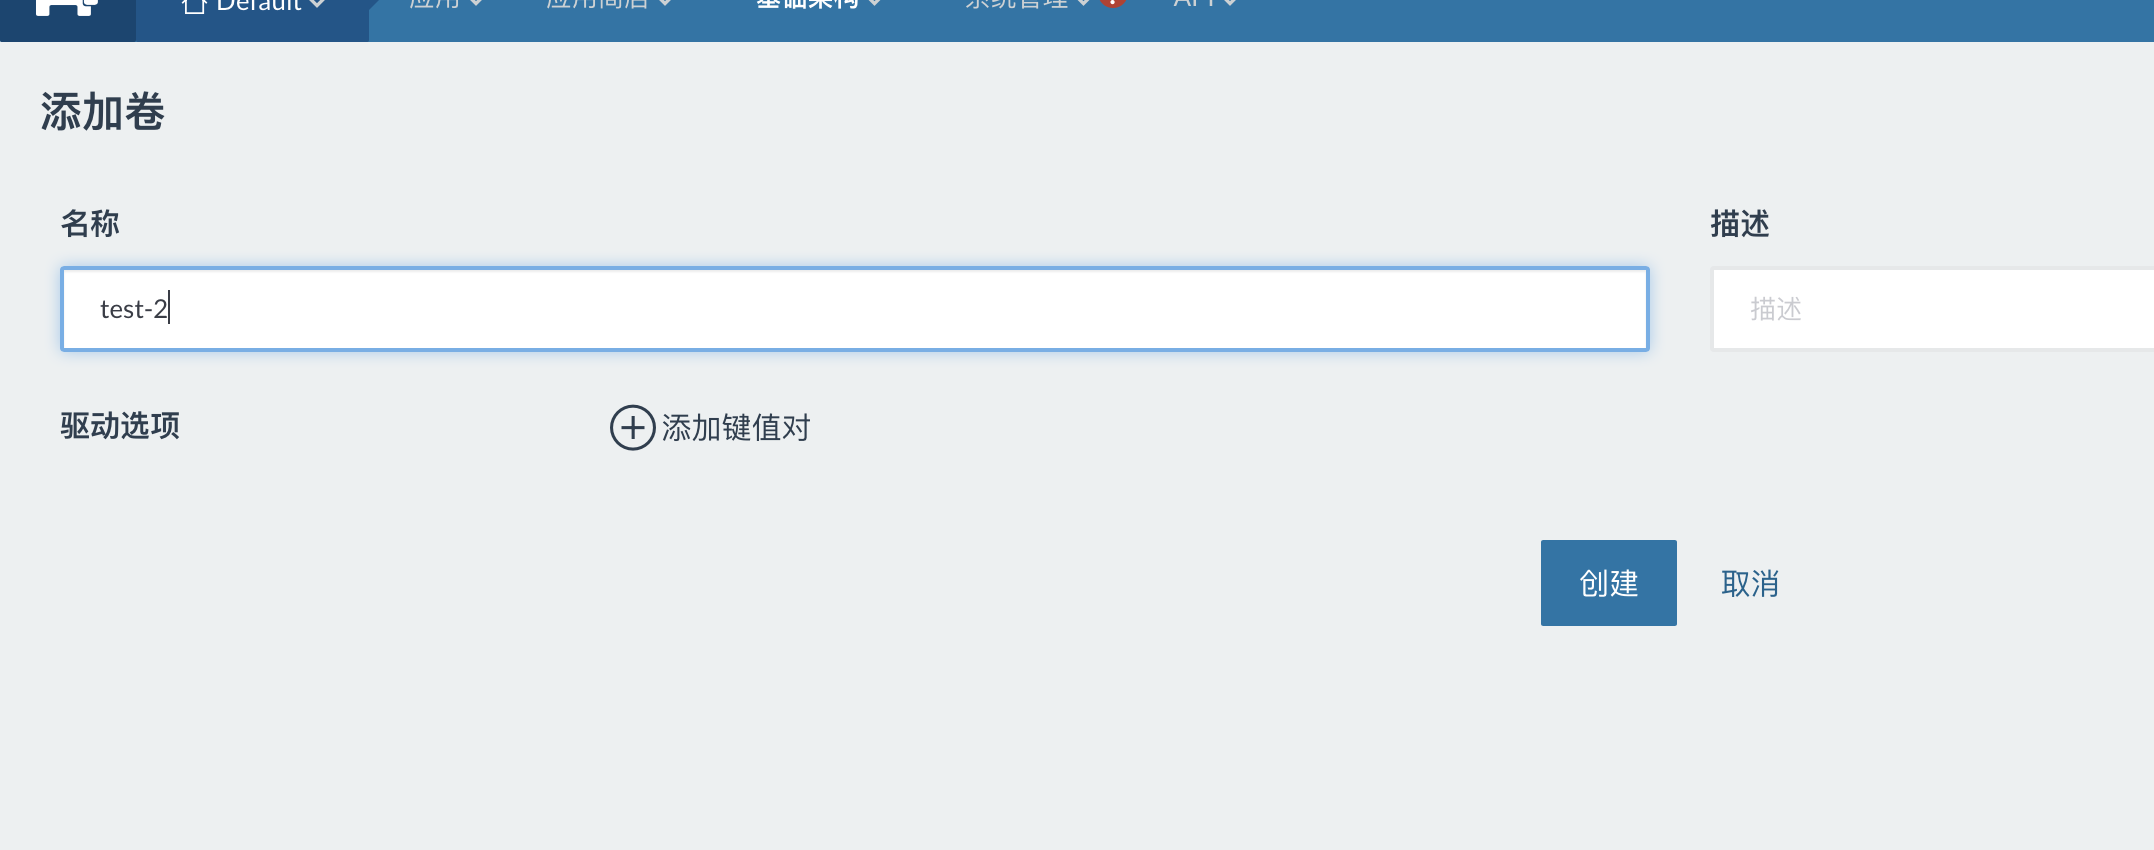 Default 应用 应用商店 基础架构 系统管理 API
添加卷
名称
描述
test-2
描述
驱动选项
添加键值对
创建
取消